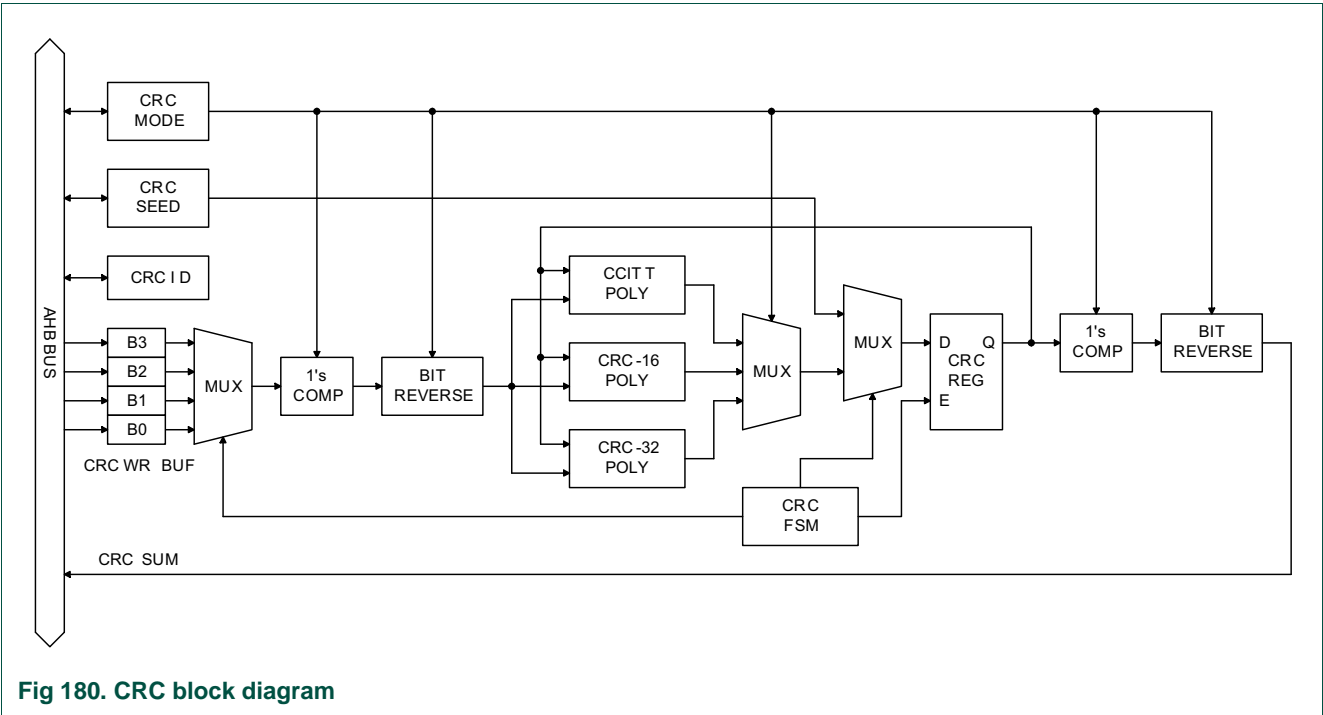 CRC
MODE
CRC
SEED
CRC ID
AHB BUS
B3
B2
B1
B0
CRC WR BUF
MUX
1's
COMP
BIT
REVERSE
CCITT
POLY
CRC-16
POLY
CRC-32
POLY
MUX
MUX
CRC
FSM
D Q
CRC
REG
E
1's
COMP
BIT
REVERSE
CRC SUM
Fig 180. CRC block diagram